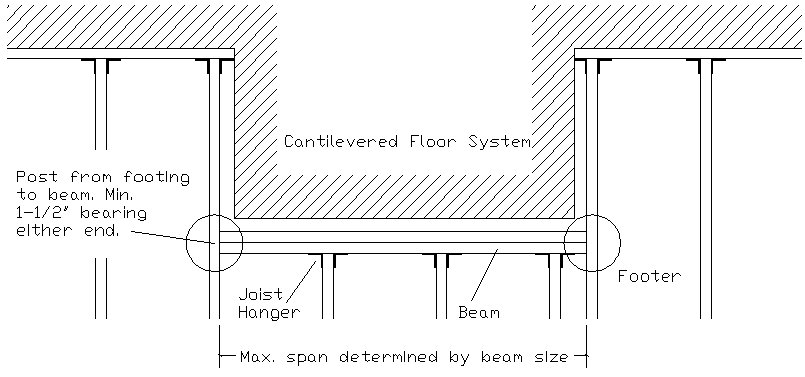 Cantilevered Floor System
Post from footing
to beam. Min.
1-1/2" bearing
either end.
Footer
Joist
Hanger
Beam
Max. span determined by beam size